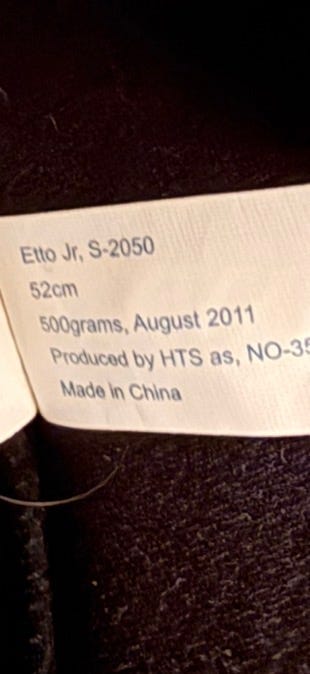 Etto Jr, S-2050
52cm
500grams, August 2011
Produced by HTS as, NO-35
Made in China